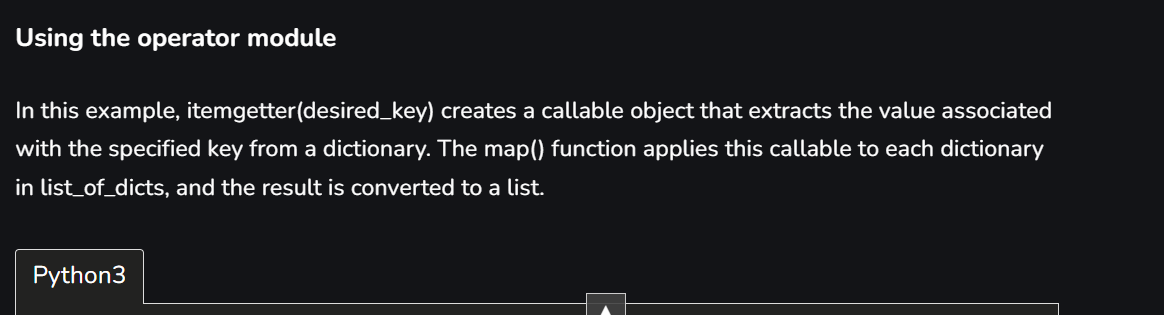 Using the operator module
In this example, itemgetter(desired_key) creates a callable object that extracts the value associated
with the specified key from a dictionary. The map() function applies this callable to each dictionary
in list_of_dicts, and the result is converted to a list.
Python3